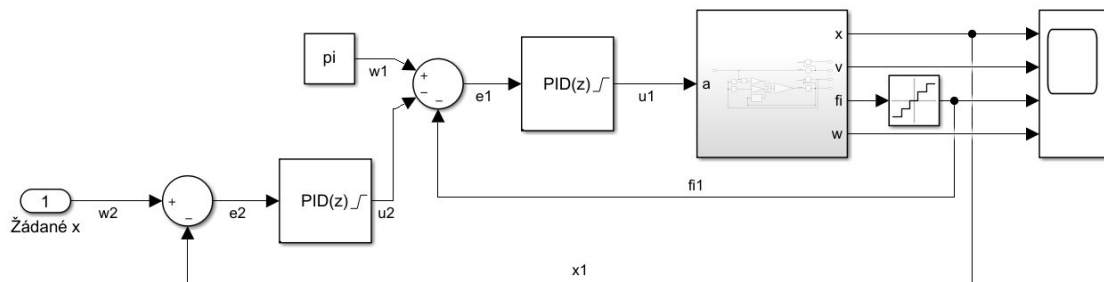 pi
w1
e1
PID(z)
u1
a
x
v
fi
w
fi1
1
Žádané x
w2
e2
PID(z)
u2
x1